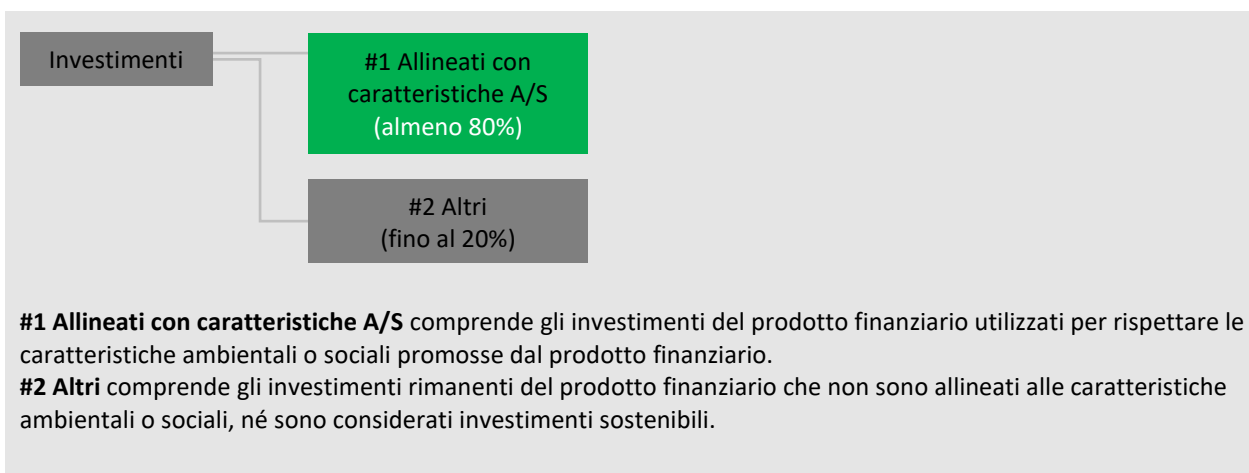 Investimenti
#1 Allineati con
caratteristiche A/S
(almeno 80%)
#2 Altri
(fino al 20%)
#1 Allineati con caratteristiche A/S comprende gli investimenti del prodotto finanziario utilizzati per rispettare le
caratteristiche ambientali o sociali promosse dal prodotto finanziario.
#2 Altri comprende gli investimenti rimanenti del prodotto finanziario che non sono allineati alle caratteristiche
ambientali o sociali, né sono considerati investimenti sostenibili.